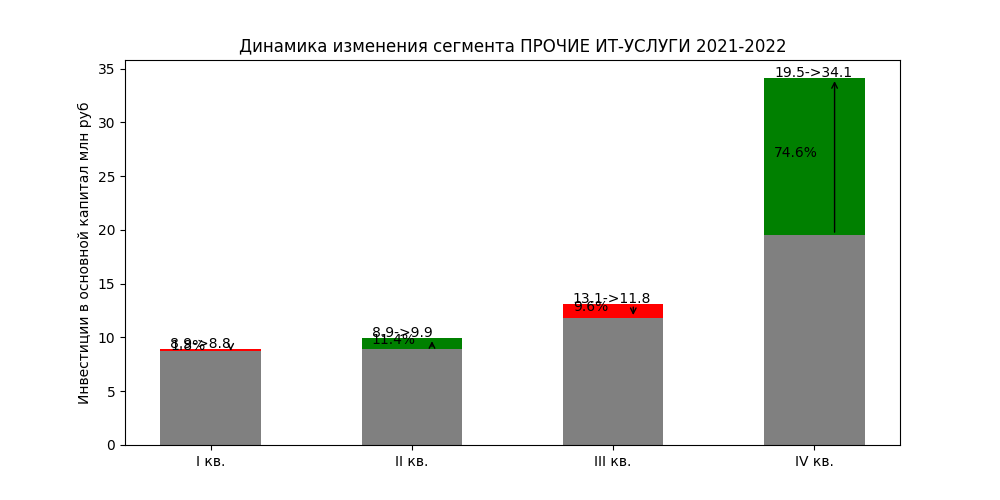 Динамика изменения сегмента ПРОЧИЕ ИТ-УСЛУГИ 2021-2022
Инвестиции в основной капитал млн руб
35
30
25
20
15
10
5
0
8.9->8.8
8.9->9.9
11.4%
13.1->11.8
9.6%
19.5->34.1
74.6%
I кв.
II кв.
III кв.
IV кв.